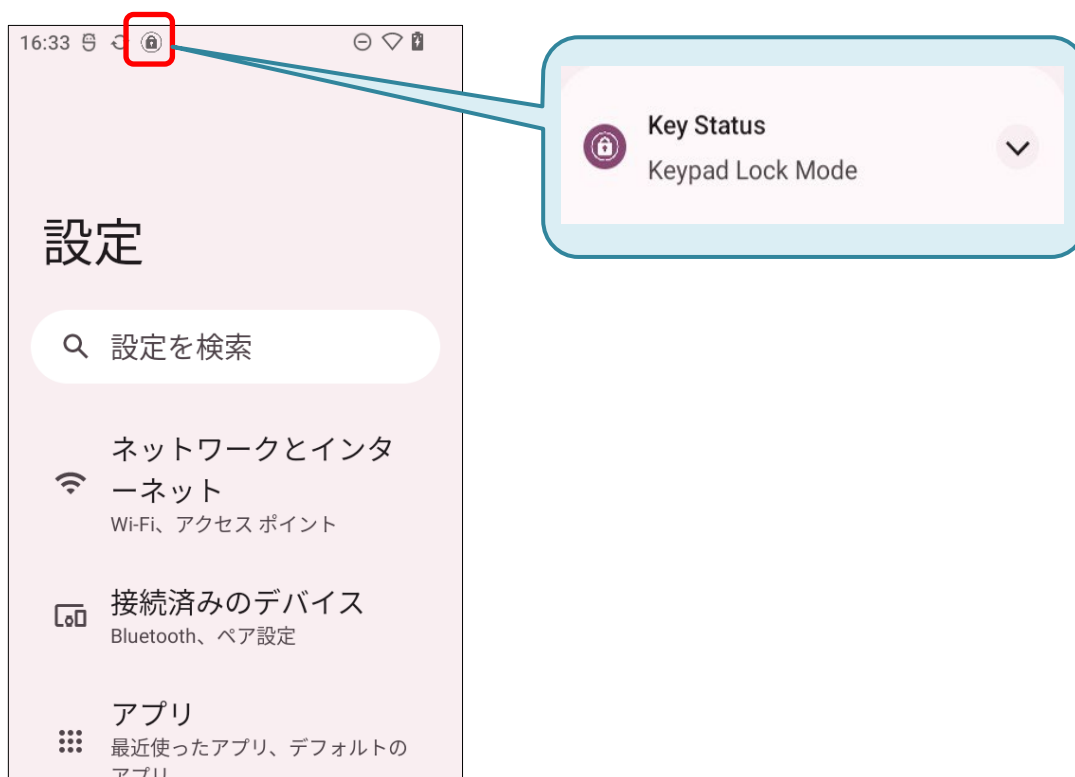 16:33
Key Status
Keypad Lock Mode
設定
設定を検索
ネットワークとインタ
ーネット
Wi-Fi、アクセス ポイント
接続済みのデバイス
Bluetooth、ペア設定
アプリ
最近使ったアプリ、デフォルトの
アプリ